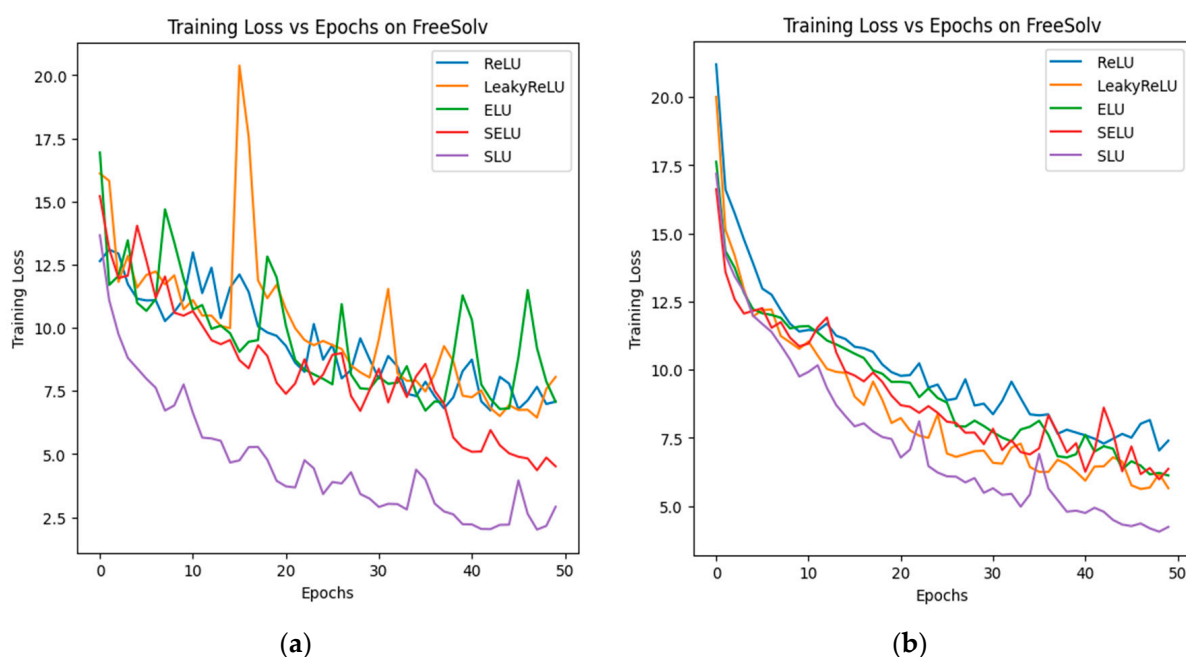 Training Loss vs Epochs on FreeSolv
ReLU
LeakyReLU
ELU
SELU
SLU
20.0
17.5
15.0
12.5
10.0
7.5
5.0
2.5
Training Loss
0 10 20 30 40 50
Epochs
(a)
Training Loss vs Epochs on FreeSolv
ReLU
LeakyReLU
ELU
SELU
SLU
20.0
17.5
15.0
12.5
10.0
7.5
5.0
Training Loss
0 10 20 30 40 50
Epochs
(b)